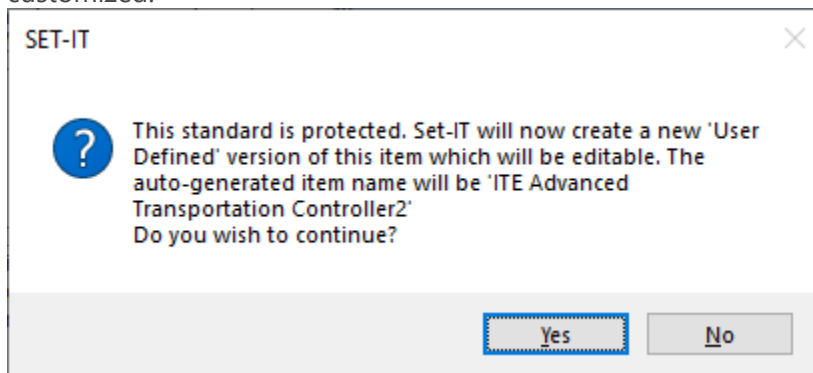 customized.
SET-IT
This standard is protected. Set-IT will now create a new 'User
Defined' version of this item which will be editable. The
auto-generated item name will be 'ITE Advanced
Transportation Controller2'
Do you wish to continue?
Yes
No